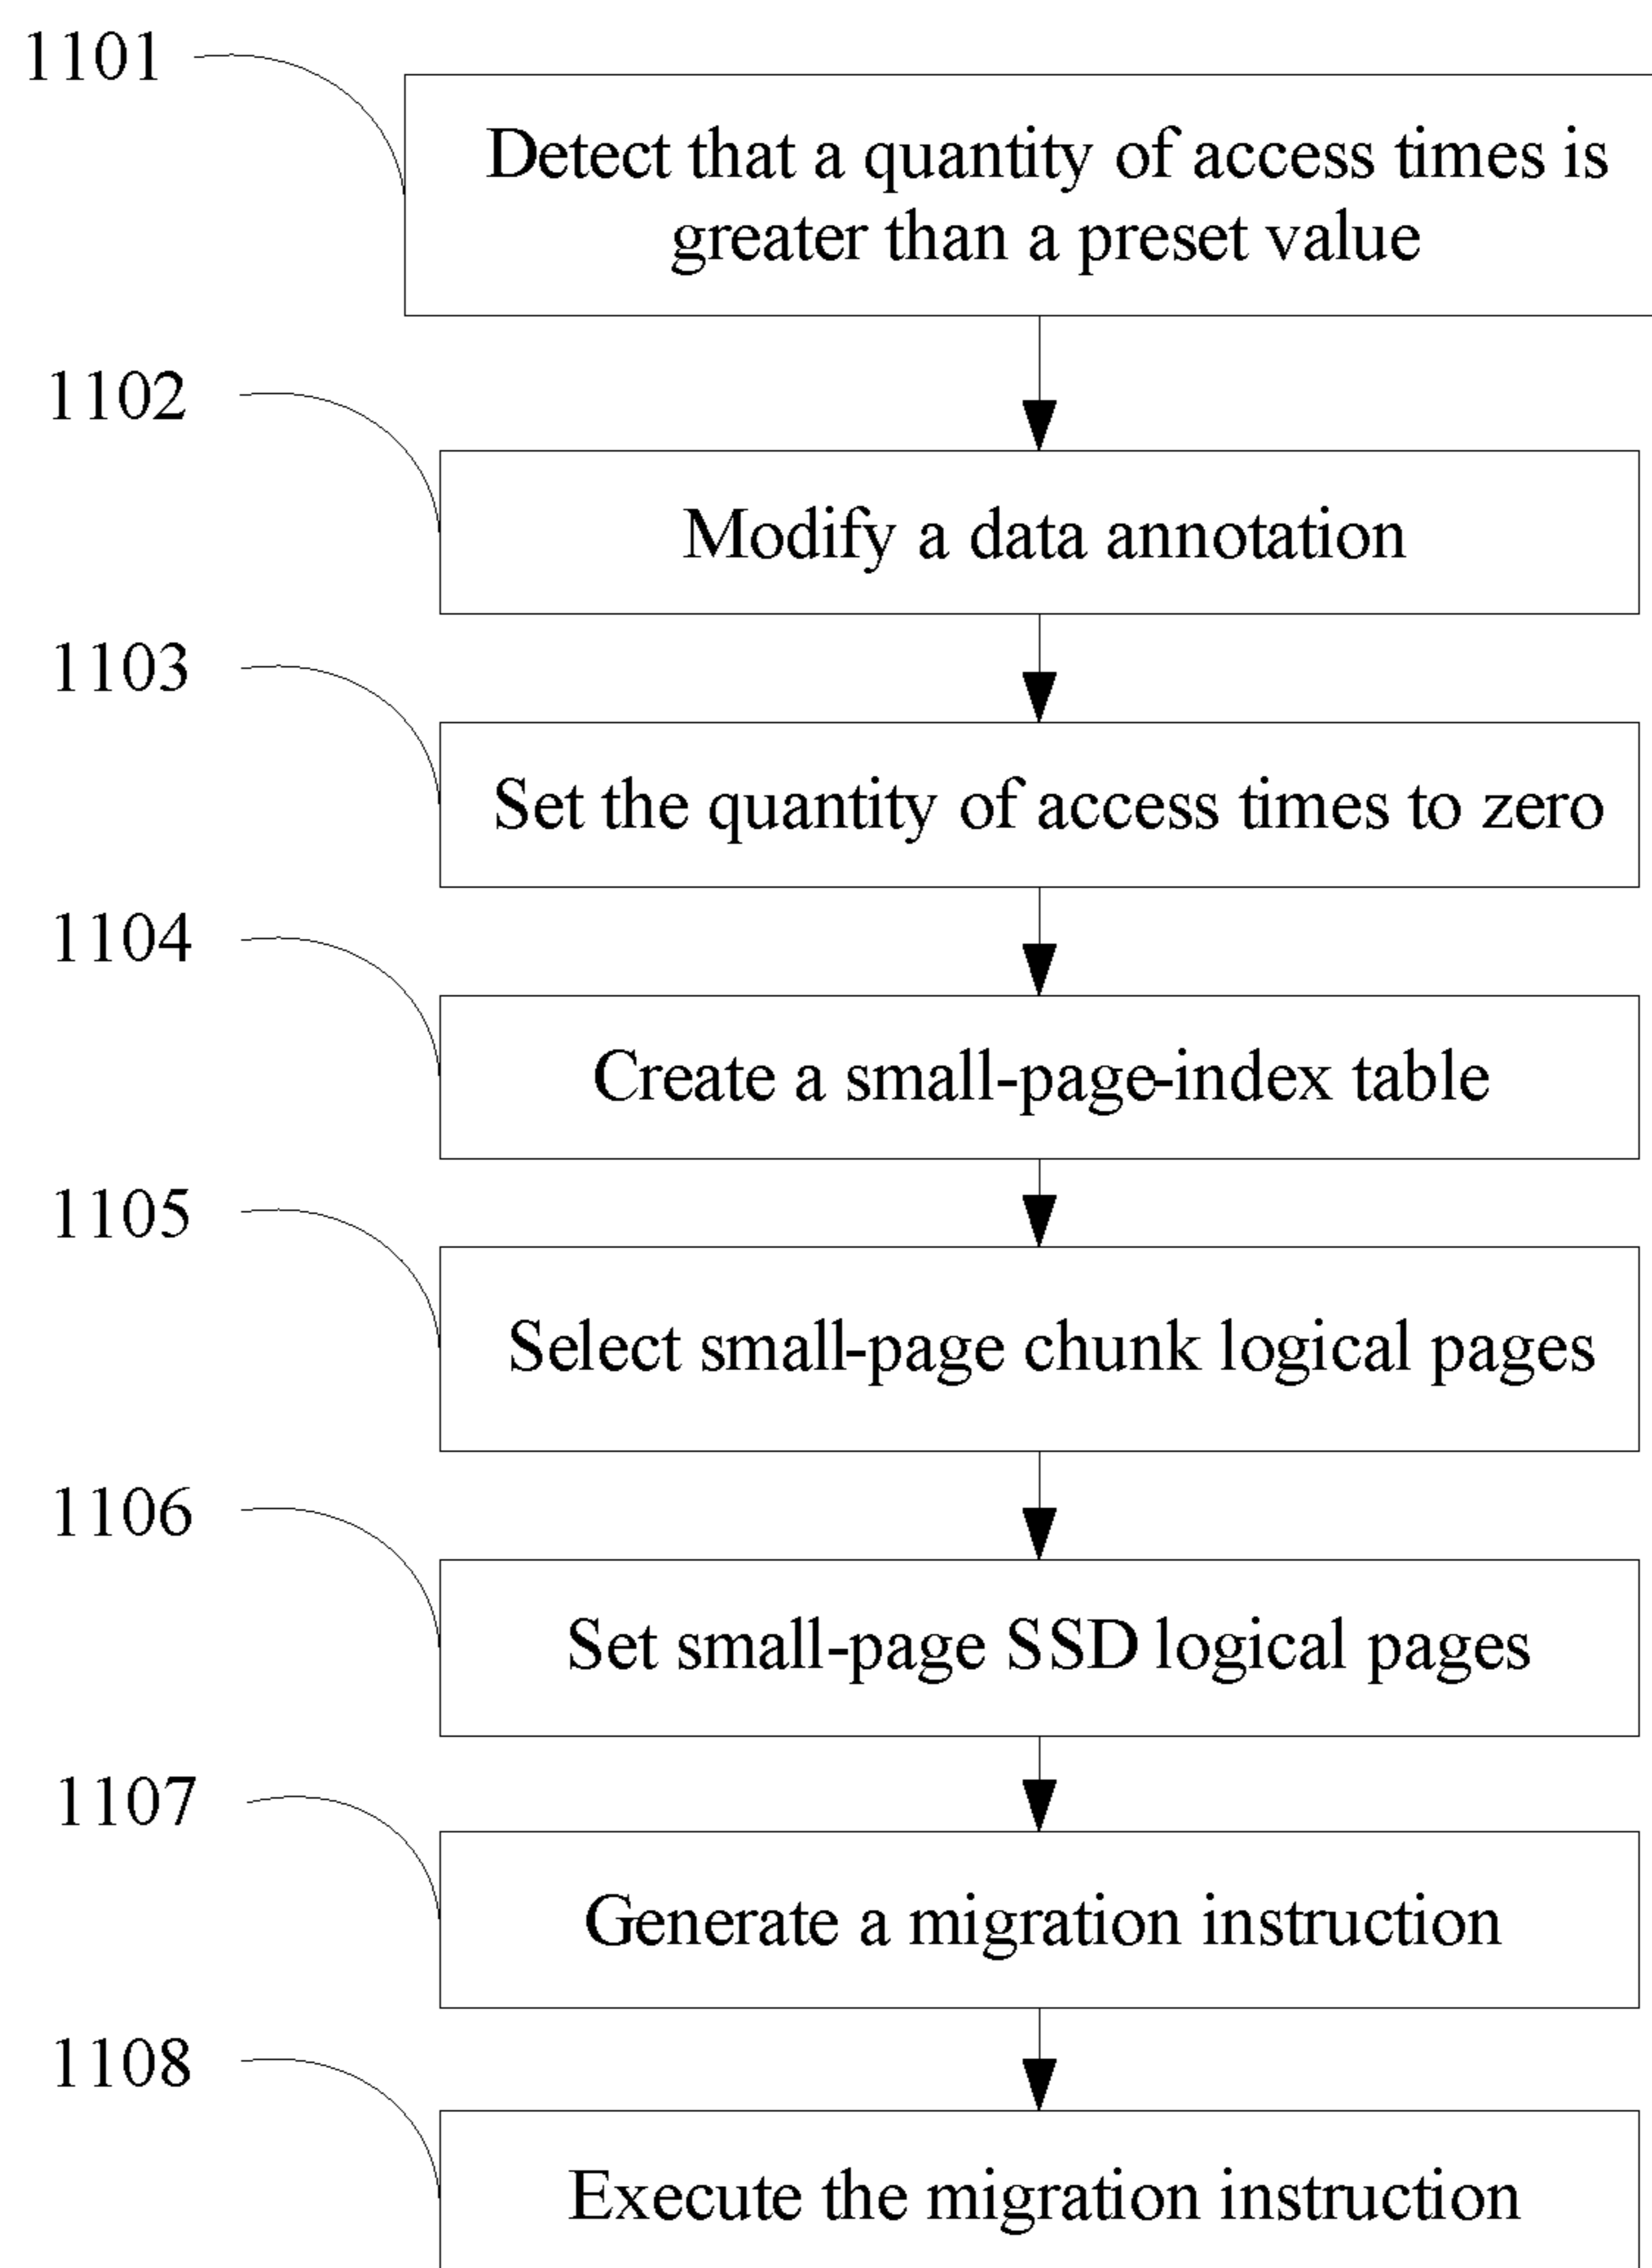 1101
Detect that a quantity of access times is
greater than a preset value
1102
Modify a data annotation
1103
Set the quantity of access times to zero
1104
Create a small-page-index table
1105
Select small-page chunk logical pages
1106
Set small-page SSD logical pages
1107
Generate a migration instruction
1108
Execute the migration instruction